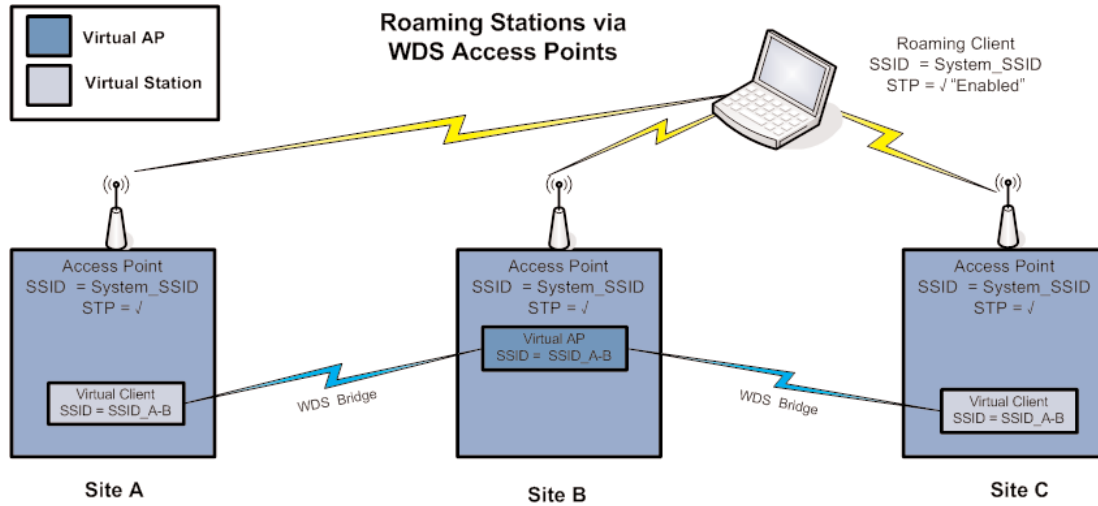 Virtual AP
Virtual Station
Roaming Stations via
WDS Access Points
Roaming Client
SSID = System_SSID
STP = √ "Enabled"
Access Point
SSID = System_SSID
STP = √
Virtual Client
SSID = SSID_A-B
WDS Bridge
Access Point
SSID = System_SSID
STP = √
Virtual AP
SSID = SSID_A-B
WDS Bridge
Access Point
SSID = System_SSID
STP = √
Virtual Client
SSID = SSID_A-B
Site A
Site B
Site C